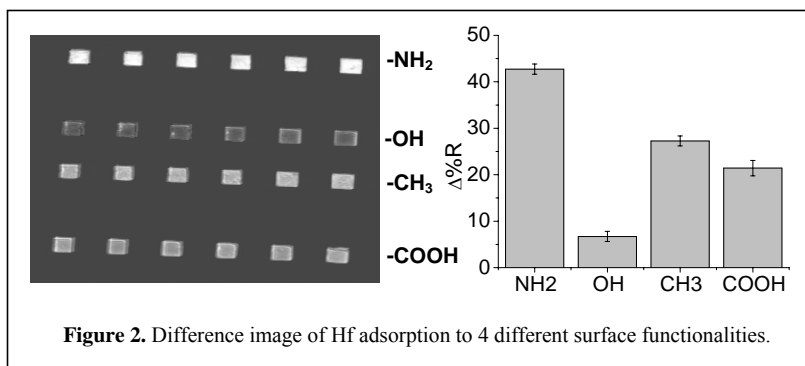 -NH₂
-OH
-CH₃
-COOH
Δ%R
50
40
30
20
10
0
NH2 OH CH3 COOH
Figure 2. Difference image of Hf adsorption to 4 different surface functionalities.